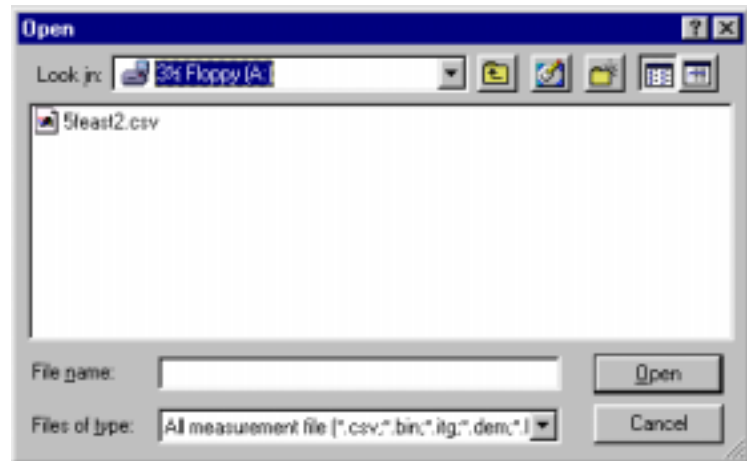 Open
Look in: 3½ Floppy (A:
5feast2.csv
File name:
Open
Files of type: All measurement file (*.csv;*.bin;*.itg;*.dem;*.l
Cancel